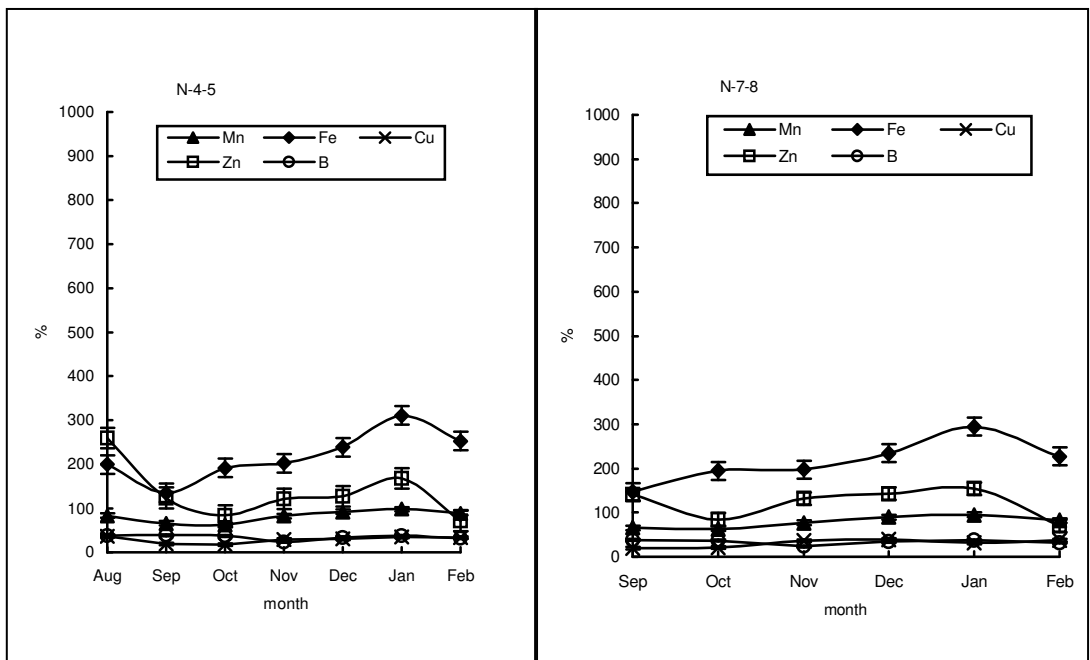 N-4-5
Mn Fe Cu
Zn B
1000
900
800
700
600
500
400
300
200
100
0
%
Aug Sep Oct Nov Dec Jan Feb
month
N-7-8
Mn Fe Cu
Zn B
1000
900
800
700
600
500
400
300
200
100
0
%
Sep Oct Nov Dec Jan Feb
month